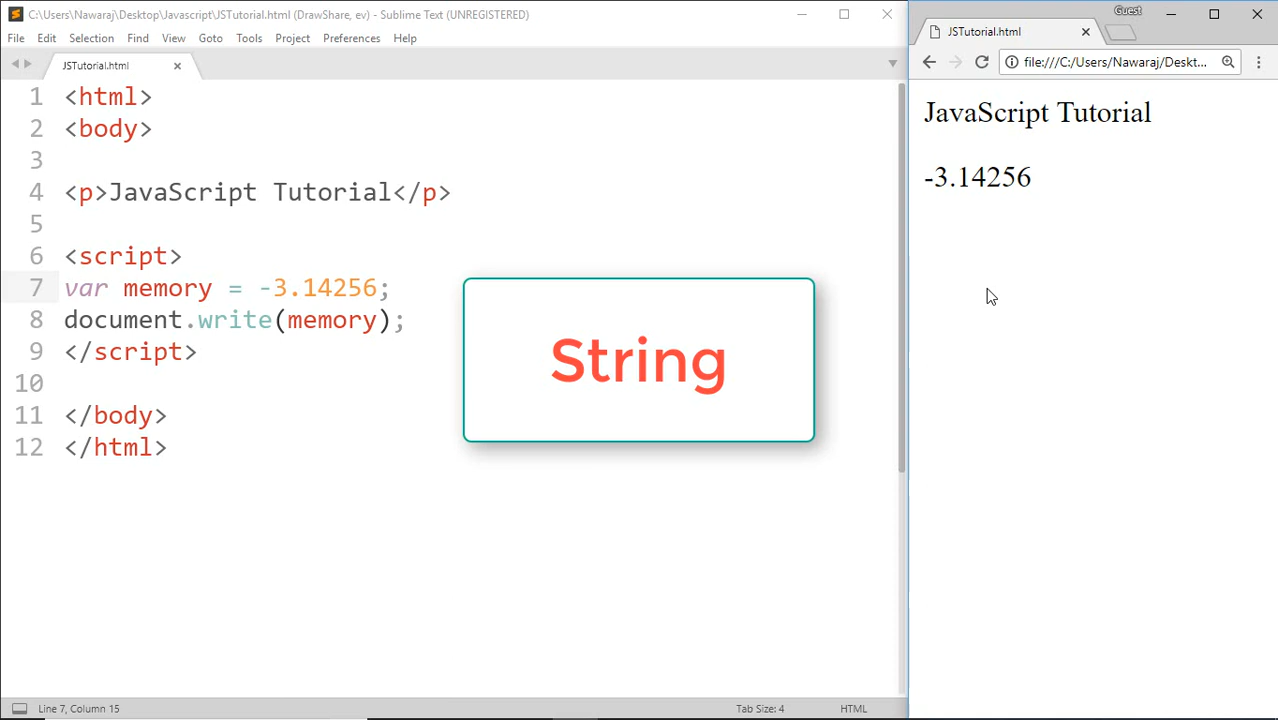 C:\Users\Nawaraj\Desktop\Javascript\JSTutorial.html (DrawShare, ev) - Sublime Text (UNREGISTERED)
File Edit Selection Find View Goto Tools Project Preferences Help
JSTutorial.html
1 <html>
2 <body>
3
4 <p>JavaScript Tutorial</p>
5
6 <script>
7 var memory = -3.14256;
8 document.write(memory);
9 </script>
10
11 </body>
12 </html>
String
Line 7, Column 15 Tab Size: 4 HTML
Guest
JSTutorial.html
file:///C:/Users/Nawaraj/Deskt...
JavaScript Tutorial
-3.14256